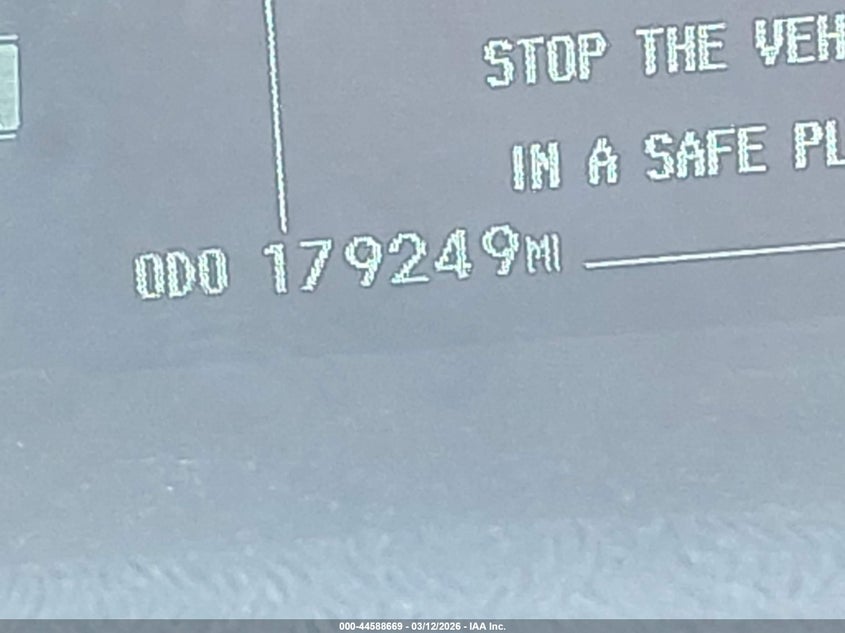 STOP THE VEH
IN A SAFE PL
ODO 179249MI
000-44588669 - 03/12/2026 - IAA Inc.